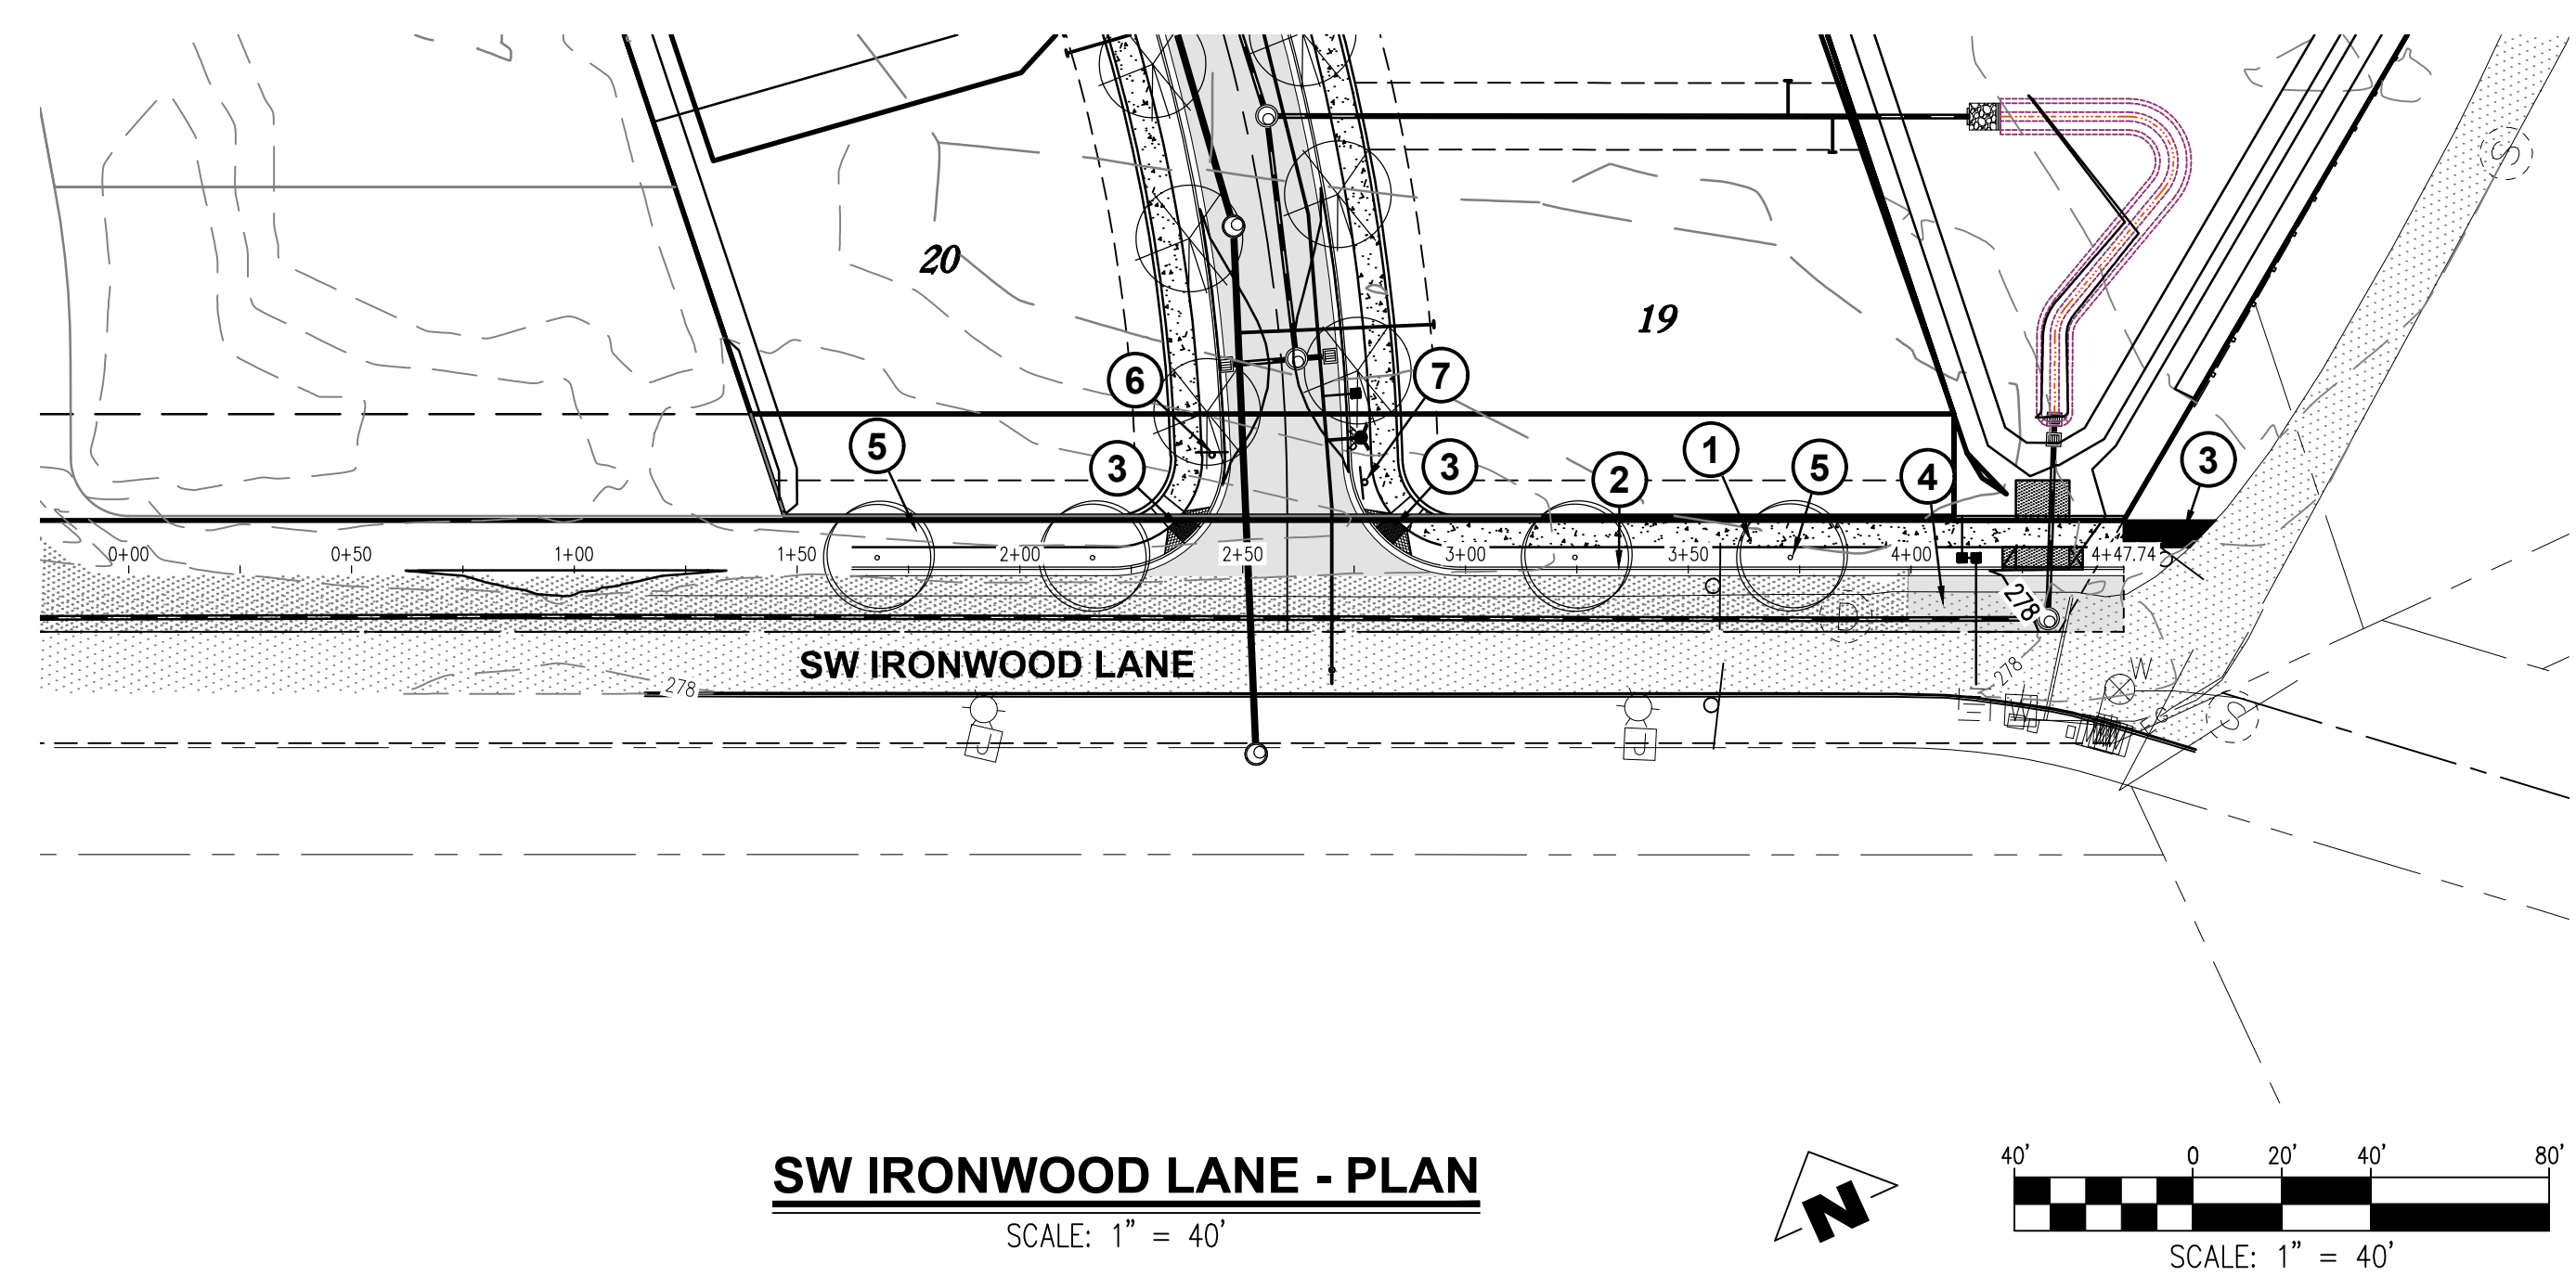 S
20
19
6
7
5
3
3
1
5
2
4
3
0+00
0+50
1+00
1+50
2+00
2+50
3+00
3+50
4+00
4+47.74
278
D
SW IRONWOOD LANE
278
278
W
W
S
G
J
J
40'
0
20'
40'
80'
SW IRONWOOD LANE - PLAN
N
SCALE: 1" = 40'
SCALE: 1" = 40'